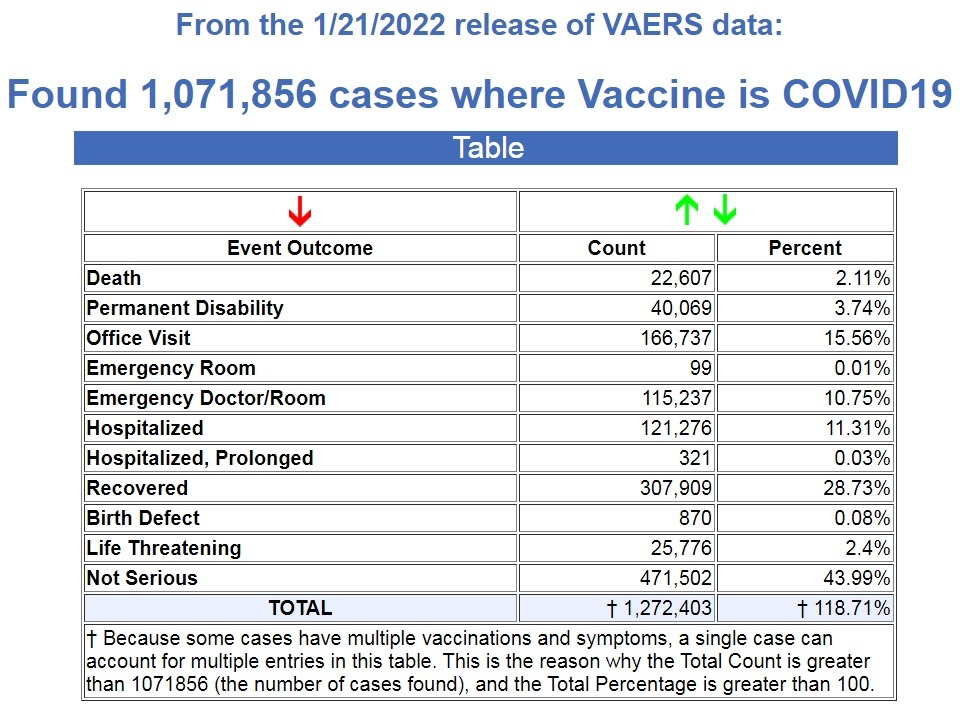 From the 1/21/2022 release of VAERS data:
Found 1,071,856 cases where Vaccine is COVID19
Table
Event Outcome Count Percent
Death 22,607 2.11%
Permanent Disability 40,069 3.74%
Office Visit 166,737 15.56%
Emergency Room 99 0.01%
Emergency Doctor/Room 115,237 10.75%
Hospitalized 121,276 11.31%
Hospitalized, Prolonged 321 0.03%
Recovered 307,909 28.73%
Birth Defect 870 0.08%
Life Threatening 25,776 2.4%
Not Serious 471,502 43.99%
TOTAL † 1,272,403 † 118.71%
† Because some cases have multiple vaccinations and symptoms, a single case can
account for multiple entries in this table. This is the reason why the Total Count is greater
than 1071856 (the number of cases found), and the Total Percentage is greater than 100.